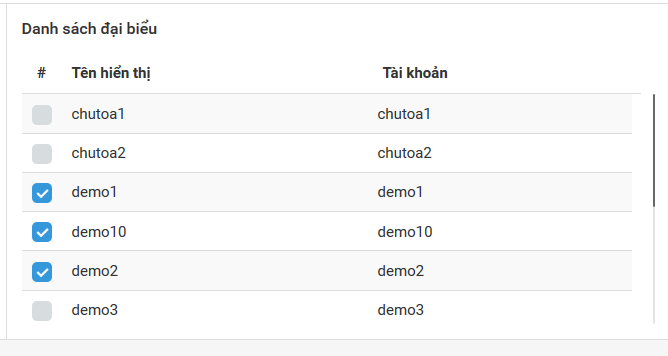 Danh sách đại biểu
# Tên hiển thị Tài khoản
chutoa1 chutoa1
chutoa2 chutoa2
demo1 demo1
demo10 demo10
demo2 demo2
demo3 demo3